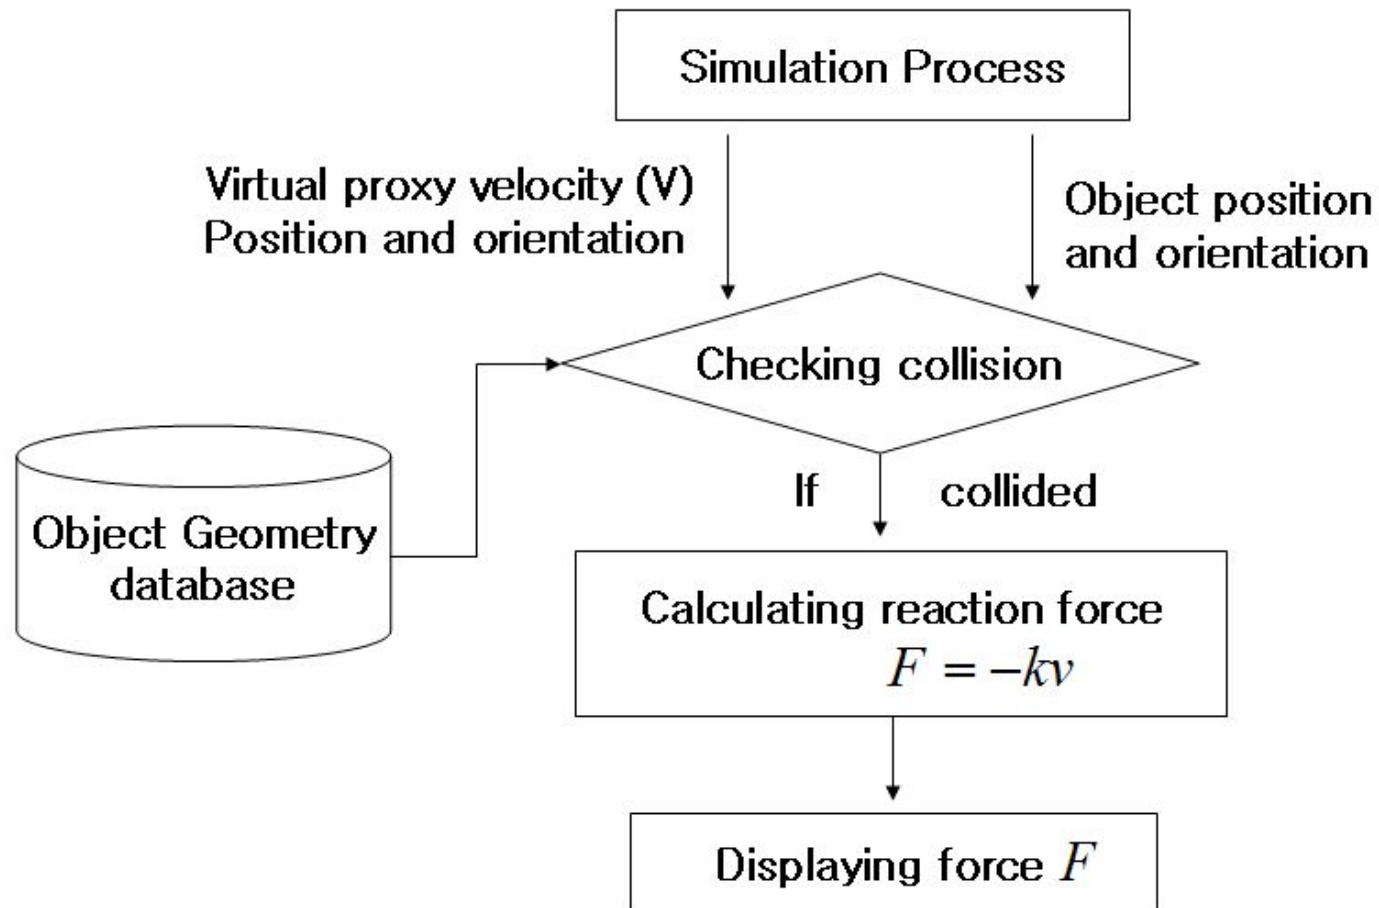 Simulation Process
Virtual proxy velocity (V)
Position and orientation
Object position
and orientation
Checking collision
If collided
Object Geometry
database
Calculating reaction force
F = -kv
Displaying force F